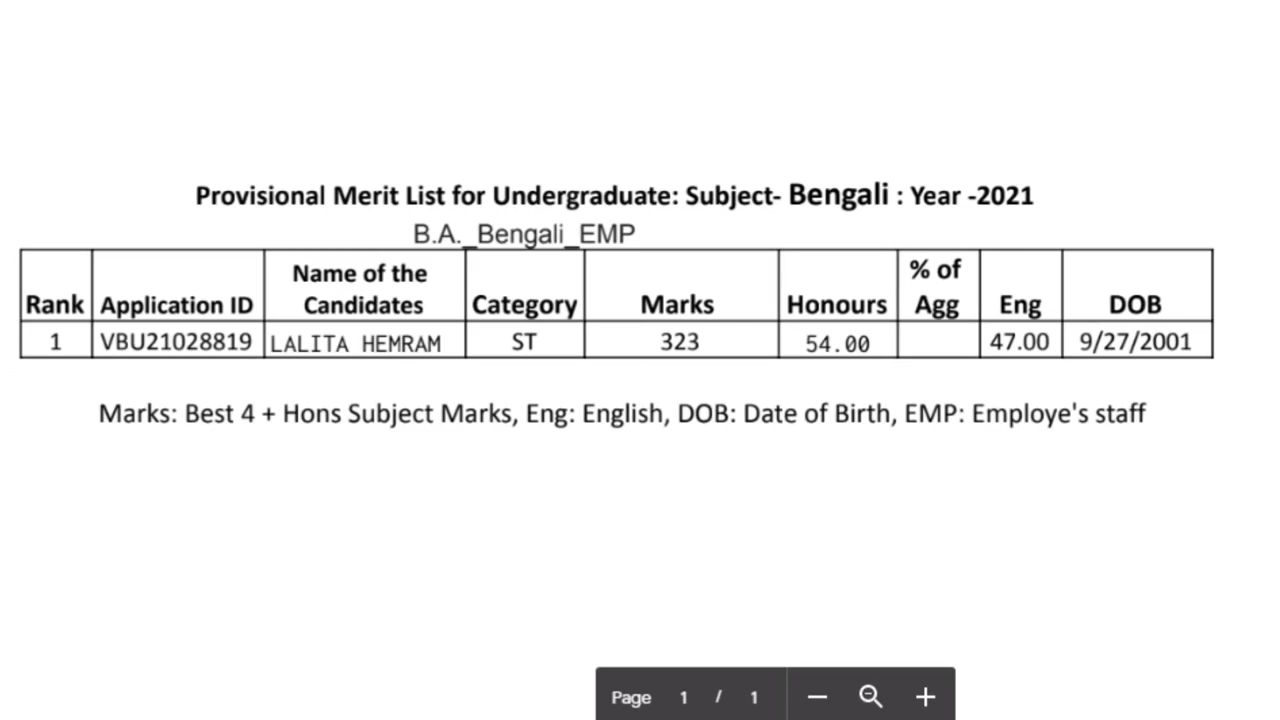 Provisional Merit List for Undergraduate: Subject- Bengali : Year -2021
B.A._Bengali_EMP
Rank Application ID Name of the Candidates Category Marks Honours % of Agg Eng DOB
1 VBU21028819 LALITA HEMRAM ST 323 54.00 47.00 9/27/2001
Marks: Best 4 + Hons Subject Marks, Eng: English, DOB: Date of Birth, EMP: Employe's staff
Page 1 / 1